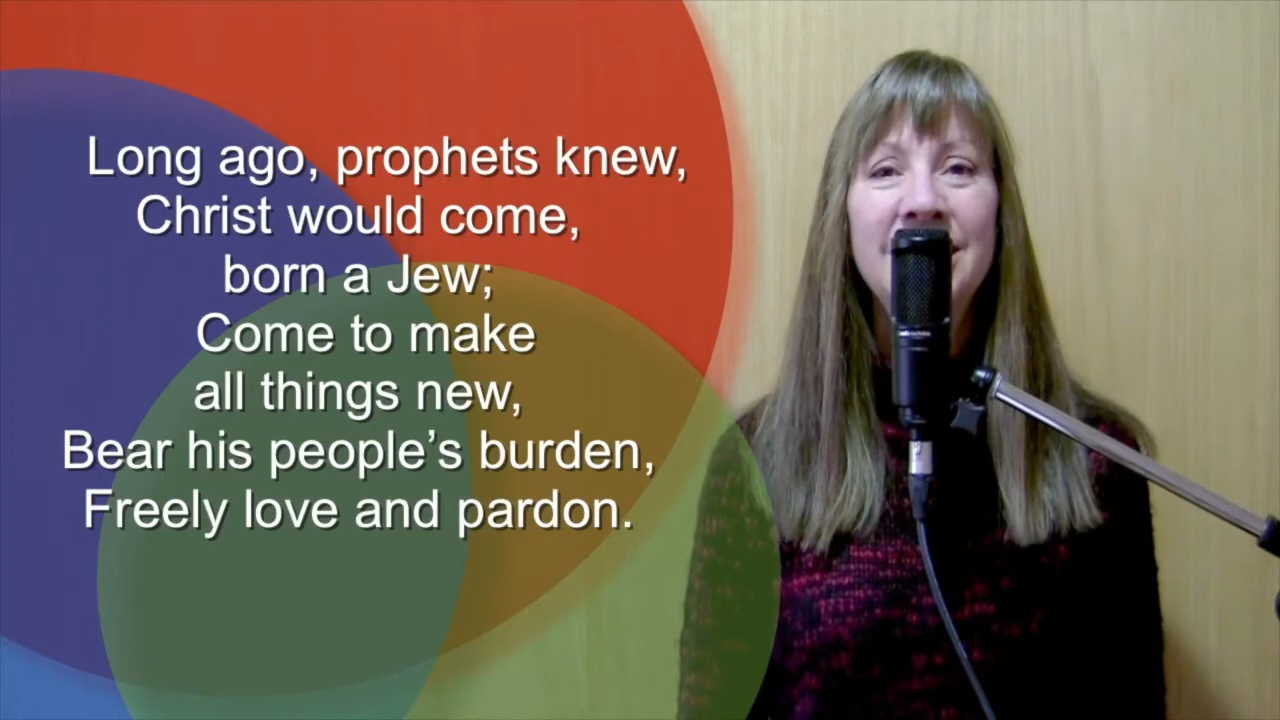 Long ago, prophets knew,
Christ would come,
born a Jew;
Come to make
all things new,
Bear his people’s burden,
Freely love and pardon.